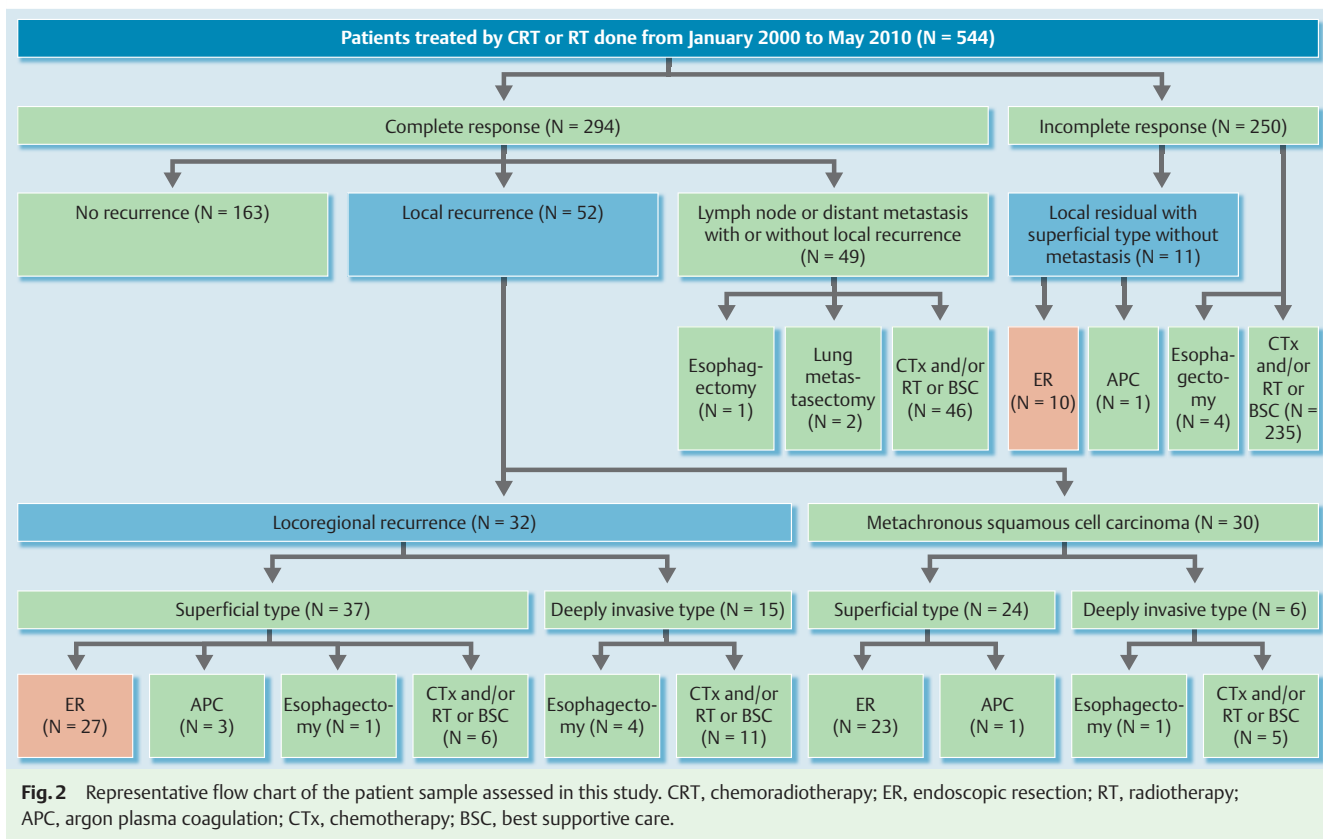 Patients treated by CRT or RT done from January 2000 to May 2010 (N = 544)
Complete response (N = 294)
Incomplete response (N = 250)
No recurrence (N = 163)
Local recurrence (N = 52)
Lymph node or distant metastasis
with or without local recurrence
(N = 49)
Local residual with
superficial type without
metastasis (N = 11)
Esophag-
ectomy
(N = 1)
Lung
metas-
tasectomy
(N = 2)
CTx and/or
RT or BSC
(N = 46)
ER
(N = 10)
APC
(N = 1)
Esopha-
gecto-
my
(N = 4)
CTx
and/or
RT or
BSC (N =
235)
Locoregional recurrence (N = 32)
Metachronous squamous cell carcinoma (N = 30)
Superficial type (N = 37)
Deeply invasive type (N = 15)
Superficial type (N = 24)
Deeply invasive type (N = 6)
ER
(N = 27)
APC
(N = 3)
Esophagecto-
my (N = 1)
CTx and/or
RT or BSC
(N = 6)
Esophagecto-
my (N = 4)
CTx and/or
RT or BSC
(N = 11)
ER
(N = 23)
APC
(N = 1)
Esophagecto-
my (N = 1)
CTx and/or
RT or BSC
(N = 5)
Fig. 2 Representative flow chart of the patient sample assessed in this study. CRT, chemoradiotherapy; ER, endoscopic resection; RT, radiotherapy;
APC, argon plasma coagulation; CTx, chemotherapy; BSC, best supportive care.